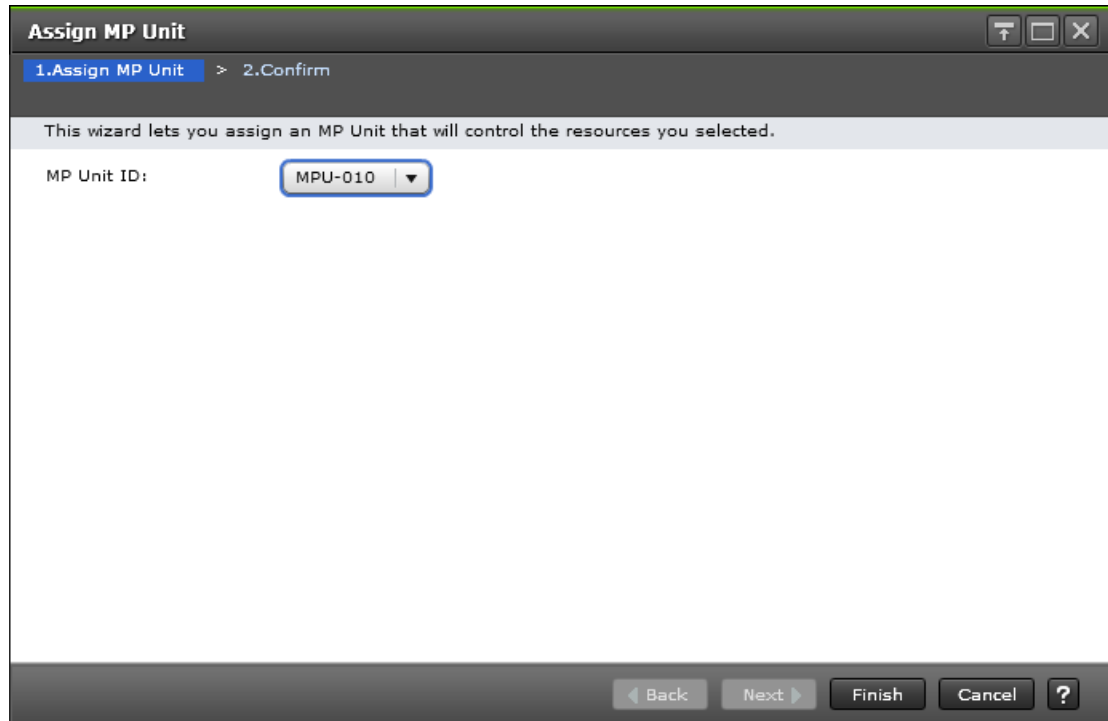 Assign MP Unit
1.Assign MP Unit > 2.Confirm
This wizard lets you assign an MP Unit that will control the resources you selected.
MP Unit ID: MPU-010
Back Next Finish Cancel ?